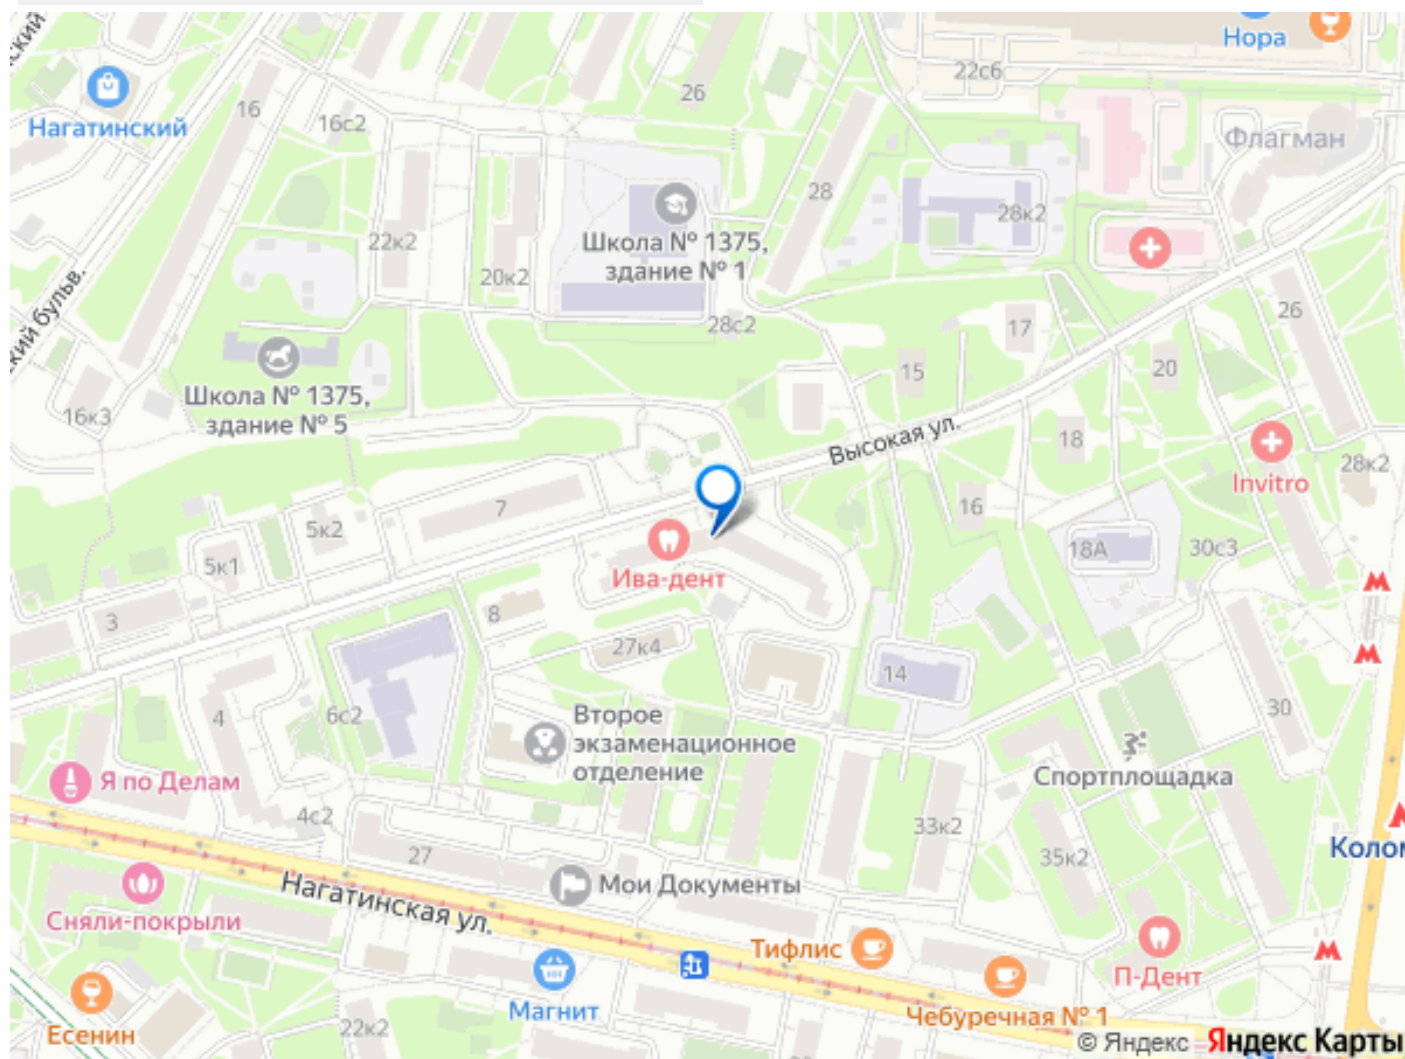 Нора
22с6
Нагатинский
16
16с2
26
Флагман
28
28к2
Школа № 1375,
здание № 1
22к2
20к2
28с2
17
26
кий бульв.
Школа № 1375,
здание № 5
15
20
16к3
Высокая ул.
18
28к2
Invitro
7
5к2
16
5к1
18А
30с3
Ива-дент
3
8
27к4
14
4
6с2
30
Второе
экзаменационное
отделение
Спортплощадка
Я по Делам
4с2
33к2
35к2
Колом
27
Мои Документы
Нагатинская ул.
Сняли-покрыли
Тифлис
П-Дент
Магнит
Чебуречная № 1
Есенин
22к2
© Яндекс Яндекс Карты